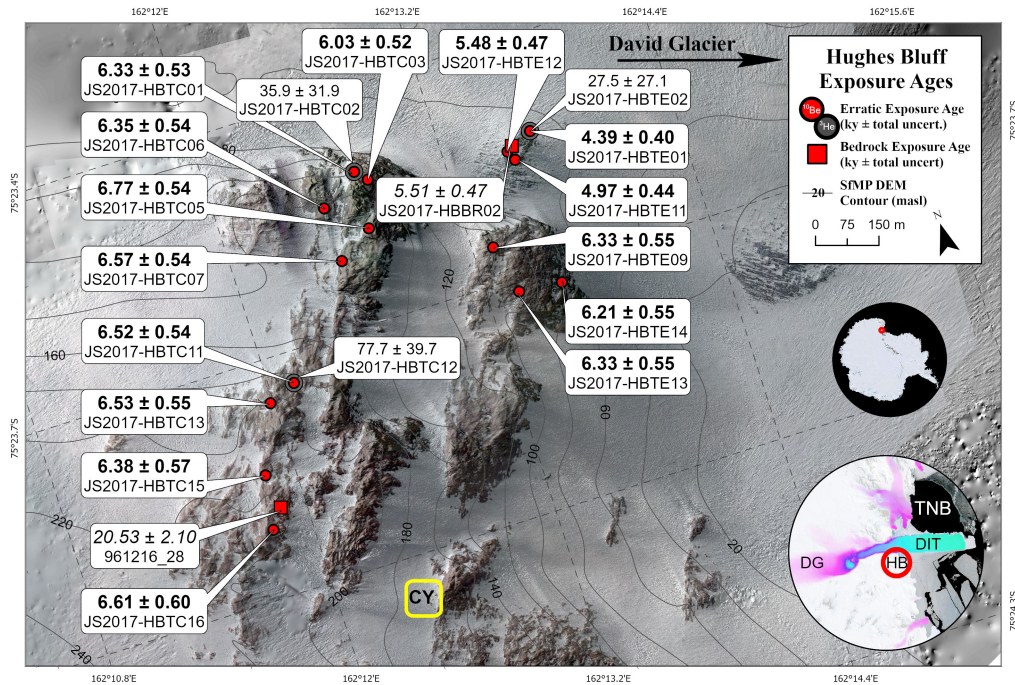 162°12'E
162°13.2'E
162°14.4'E
162°15.6'E
6.03 ± 0.52
JS2017-HBTC03
5.48 ± 0.47
JS2017-HBTE12
David Glacier
Hughes Bluff
Exposure Ages
10Be
3He
Erratic Exposure Age
(ky ± total uncert.)
Bedrock Exposure Age
(ky ± total uncert)
20
SfMP DEM
Contour (masl)
0 75 150 m
N
6.33 ± 0.53
JS2017-HBTC01
35.9 ± 31.9
JS2017-HBTC02
27.5 ± 27.1
JS2017-HBTE02
6.35 ± 0.54
JS2017-HBTC06
4.39 ± 0.40
JS2017-HBTE01
80
75°23.4'S
6.77 ± 0.54
JS2017-HBTC05
5.51 ± 0.47
JS2017-HBBR02
4.97 ± 0.44
JS2017-HBTE11
6.57 ± 0.54
JS2017-HBTC07
6.33 ± 0.55
JS2017-HBTE09
120
6.21 ± 0.55
JS2017-HBTE14
6.52 ± 0.54
JS2017-HBTC11
160
77.7 ± 39.7
JS2017-HBTC12
6.33 ± 0.55
JS2017-HBTE13
6.53 ± 0.55
JS2017-HBTC13
60
75°23.7'S
100
6.38 ± 0.57
JS2017-HBTC15
220
180
20
20.53 ± 2.10
961216_28
TNB
DIT
DG
HB
6.61 ± 0.60
JS2017-HBTC16
200
CY
140
75°24.3'S
240
162°10.8'E
162°12'E
162°13.2'E
162°14.4'E